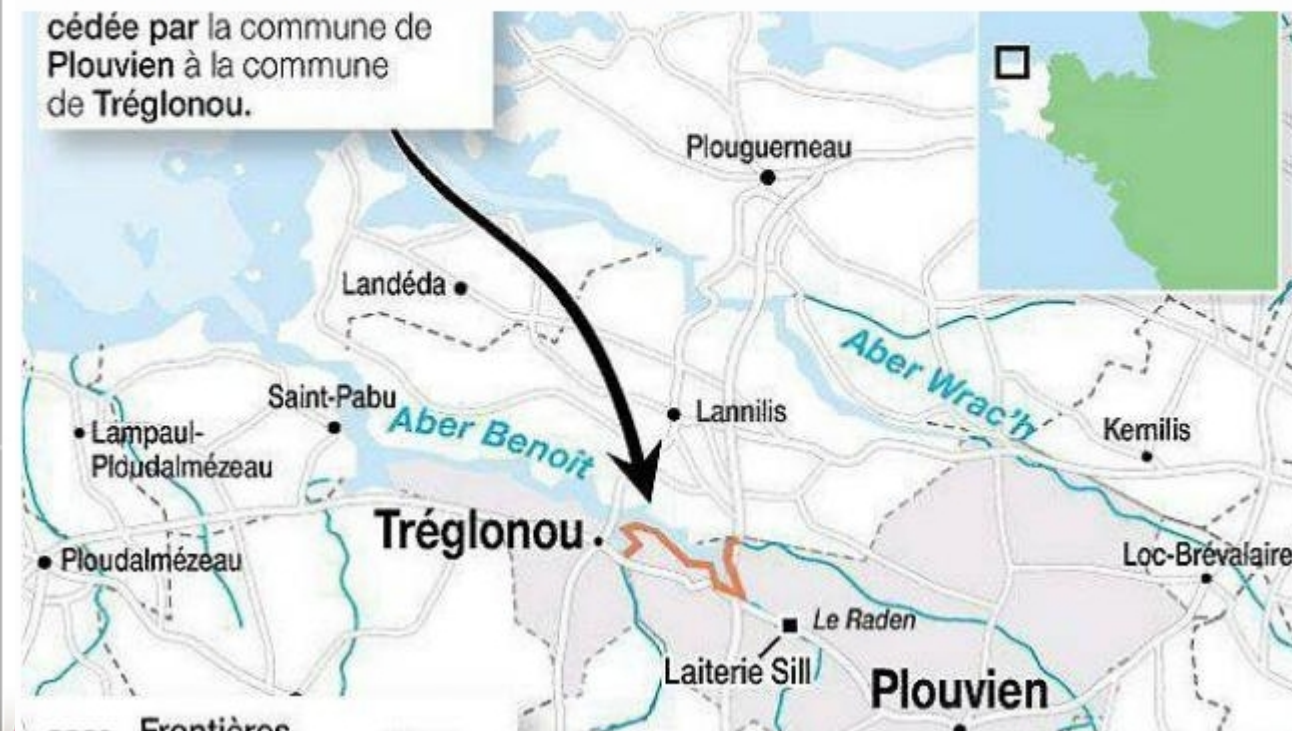 cédée par la commune de
Plouvien à la commune
de Tréglonou.
Plouguerneau
Landéda
Aber Wrac'h
Saint-Pabu
Aber Benoit
Lannilis
Kernilis
Lampaul-
Ploudalmézeau
Tréglonou
Ploudalmézeau
Loc-Brévalaire
Le Raden
Laiterie Sill
Plouvien
Frontières